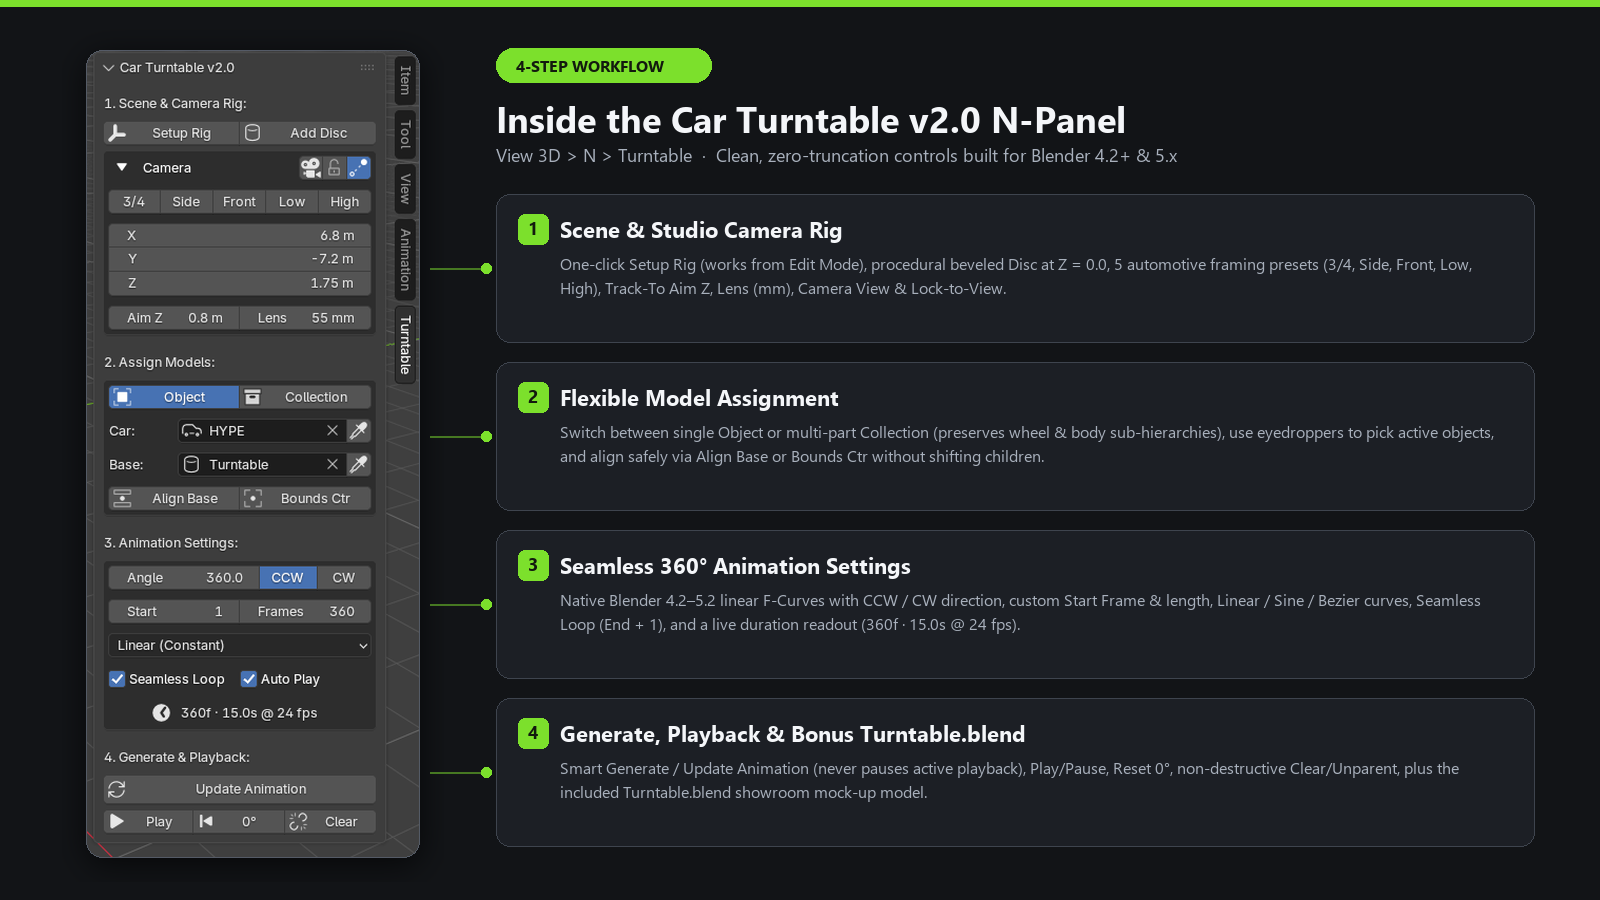 Car Turntable v2.0
1. Scene & Camera Rig:
Setup Rig Add Disc
Camera
3/4 Side Front Low High
X 6.8 m
Y -7.2 m
Z 1.75 m
Aim Z 0.8 m Lens 55 mm
2. Assign Models:
Object Collection
Car: HYPE
Base: Turntable
Align Base Bounds Ctr
3. Animation Settings:
Angle 360.0 CCW CW
Start 1 Frames 360
Linear (Constant)
Seamless Loop Auto Play
360f · 15.0s @ 24 fps
4. Generate & Playback:
Update Animation
Play 0° Clear
Item
Tool
View
Animation
Turntable
4-STEP WORKFLOW
Inside the Car Turntable v2.0 N-Panel
View 3D > N > Turntable · Clean, zero-truncation controls built for Blender 4.2+ & 5.x
1 Scene & Studio Camera Rig
One-click Setup Rig (works from Edit Mode), procedural beveled Disc at Z = 0.0, 5 automotive framing presets (3/4, Side, Front, Low,
High), Track-To Aim Z, Lens (mm), Camera View & Lock-to-View.
2 Flexible Model Assignment
Switch between single Object or multi-part Collection (preserves wheel & body sub-hierarchies), use eyedroppers to pick active objects,
and align safely via Align Base or Bounds Ctr without shifting children.
3 Seamless 360° Animation Settings
Native Blender 4.2–5.2 linear F-Curves with CCW / CW direction, custom Start Frame & length, Linear / Sine / Bezier curves, Seamless
Loop (End + 1), and a live duration readout (360f · 15.0s @ 24 fps).
4 Generate, Playback & Bonus Turntable.blend
Smart Generate / Update Animation (never pauses active playback), Play/Pause, Reset 0°, non-destructive Clear/Unparent, plus the
included Turntable.blend showroom mock-up model.